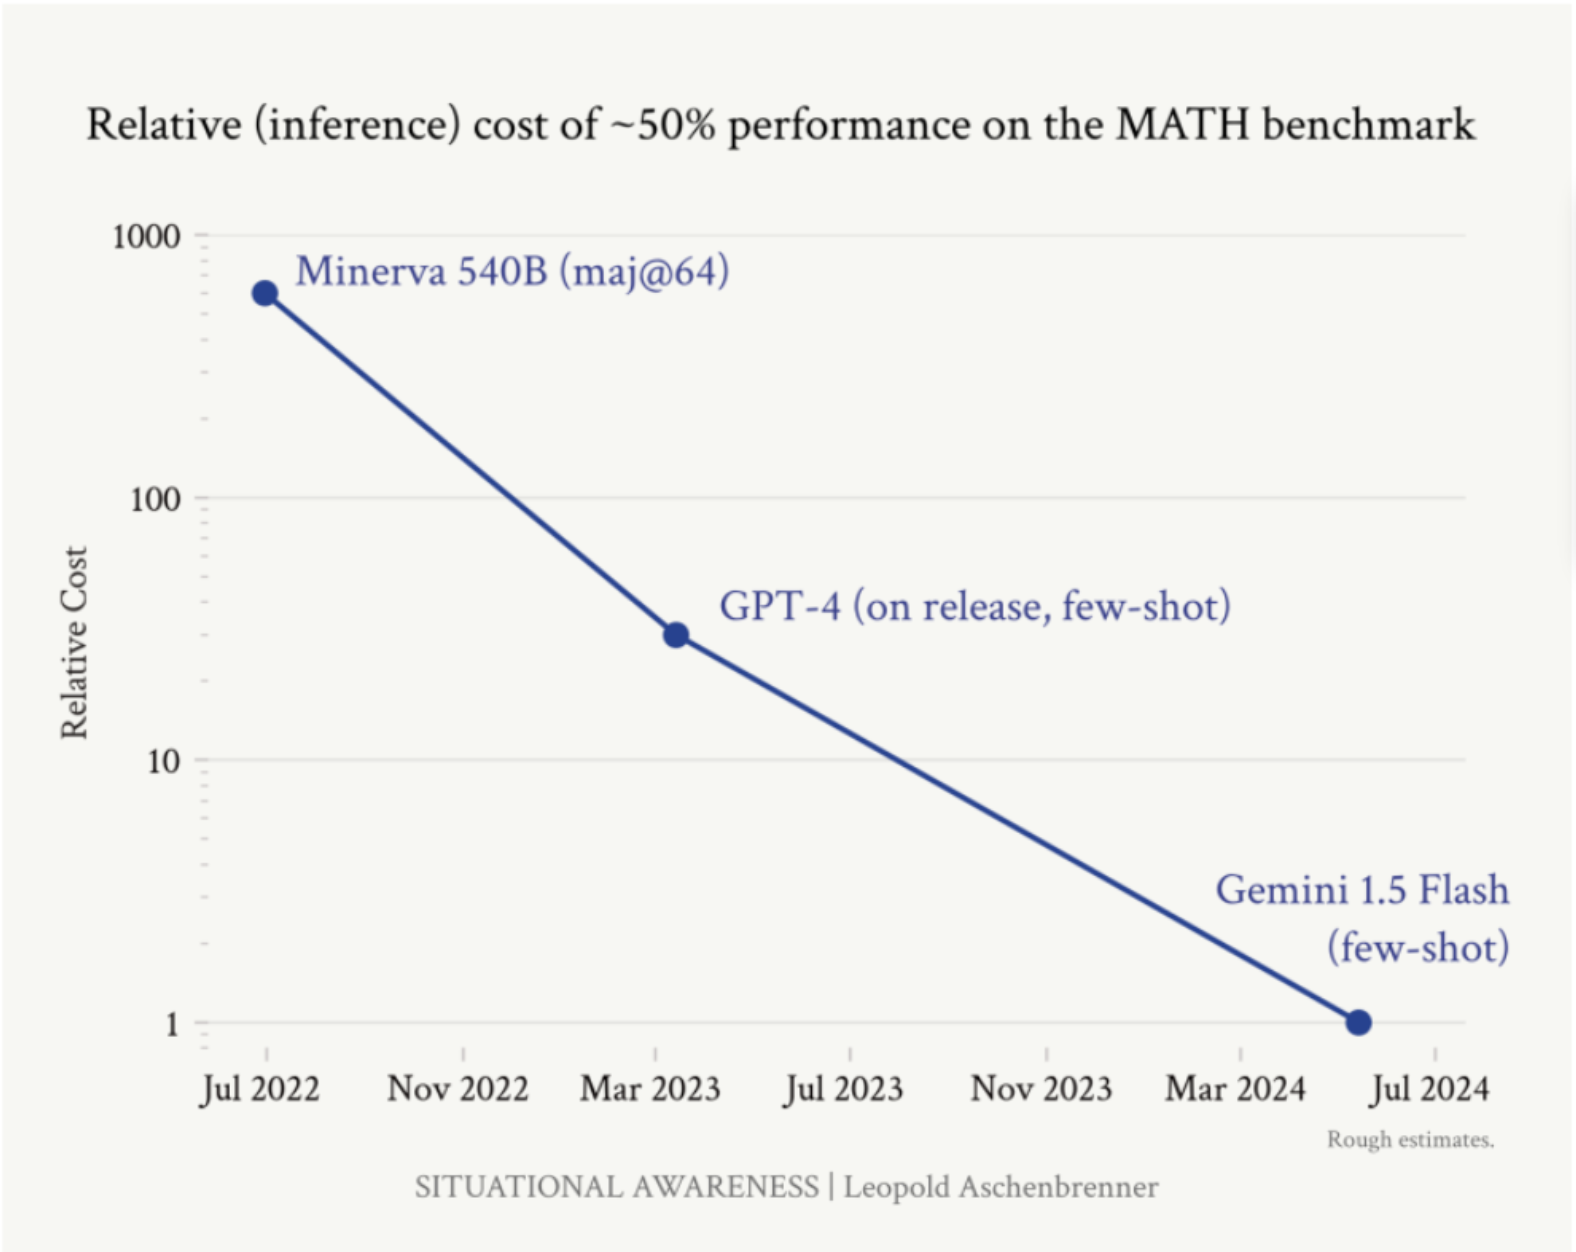 Relative (inference) cost of ~50% performance on the MATH benchmark
1000
Minerva 540B (maj@64)
100
GPT-4 (on release, few-shot)
Relative Cost
10
Gemini 1.5 Flash
(few-shot)
1
Jul 2022 Nov 2022 Mar 2023 Jul 2023 Nov 2023 Mar 2024 Jul 2024
Rough estimates.
SITUATIONAL AWARENESS | Leopold Aschenbrenner